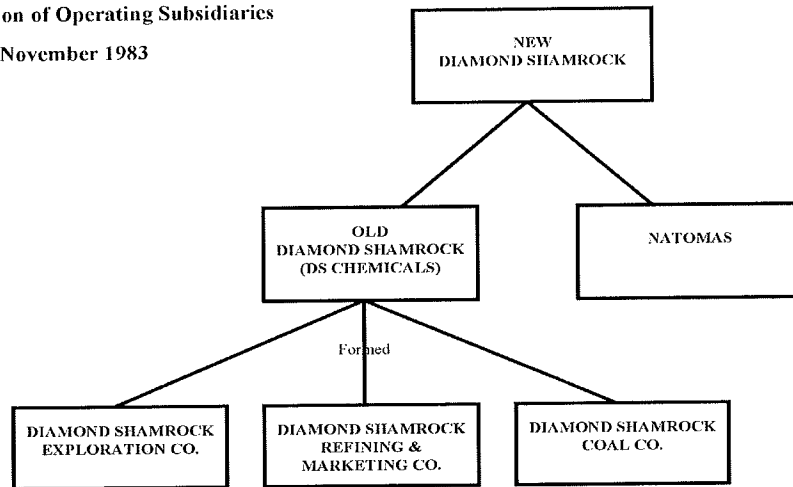 on of Operating Subsidiaries
November 1983
NEW
DIAMOND SHAMROCK
OLD
DIAMOND SHAMROCK
(DS CHEMICALS)
NATOMAS
Formed
DIAMOND SHAMROCK
EXPLORATION CO.
DIAMOND SHAMROCK
REFINING &
MARKETING CO.
DIAMOND SHAMROCK
COAL CO.